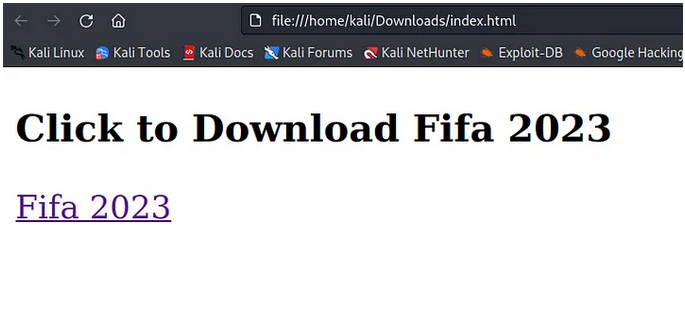 file:///home/kali/Downloads/index.html
Kali Linux Kali Tools Kali Docs Kali Forums Kali NetHunter Exploit-DB Google Hacking
Click to Download Fifa 2023
Fifa 2023